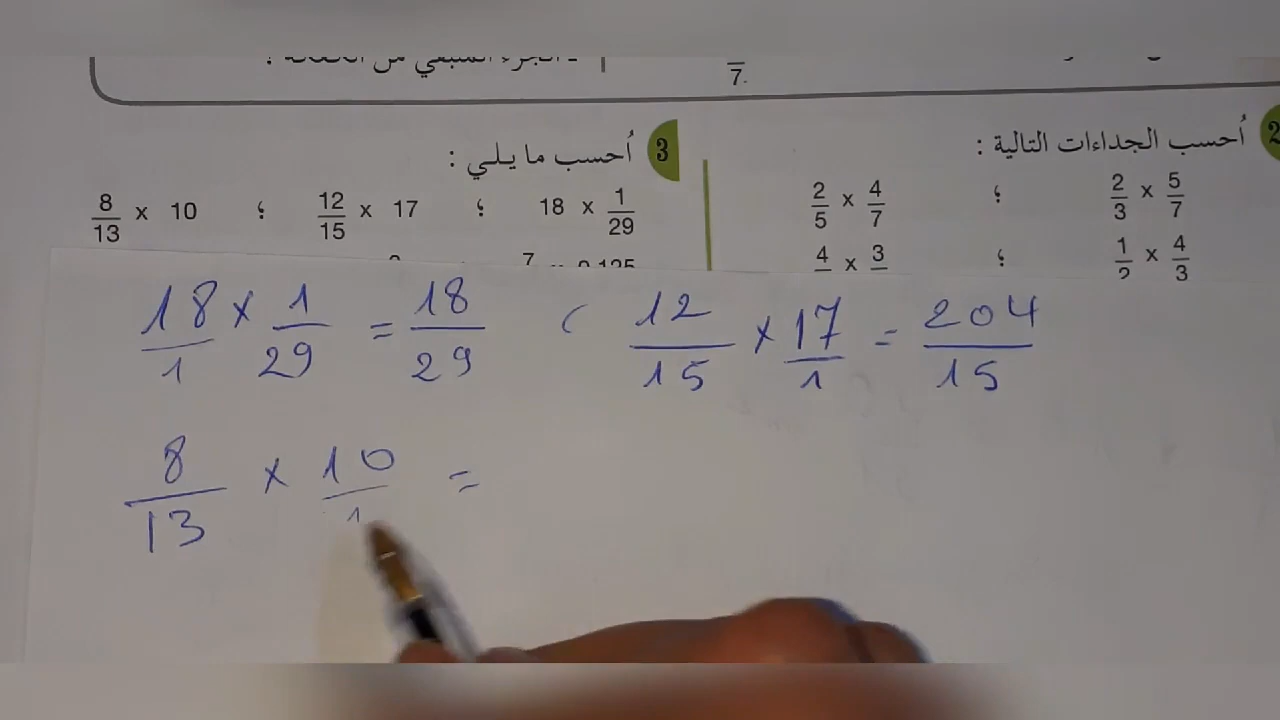 7.
2 أحسب الجداءات التالية :
2/3 × 5/7 ؛ 2/5 × 4/7
1/2 × 4/3 ؛ 4 × 3
3 أُحسب ما يلي :
18 × 1/29 ؛ 12/15 × 17 ؛ 8/13 × 10
18/1 × 1/29 = 18/29 ( 12/15 × 17/1 = 204/15
8/13 × 10/1 =